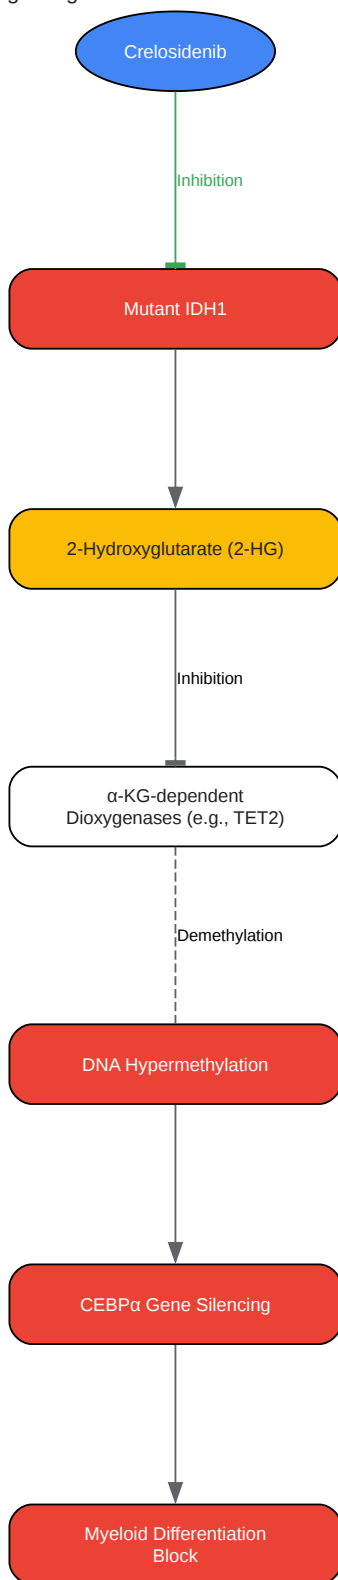 Crelosidenib
Inhibition
Mutant IDH1
2-Hydroxyglutarate (2-HG)
Inhibition
α-KG-dependent
Dioxygenases (e.g., TET2)
Demethylation
DNA Hypermethylation
CEBPα Gene Silencing
Myeloid Differentiation
Block